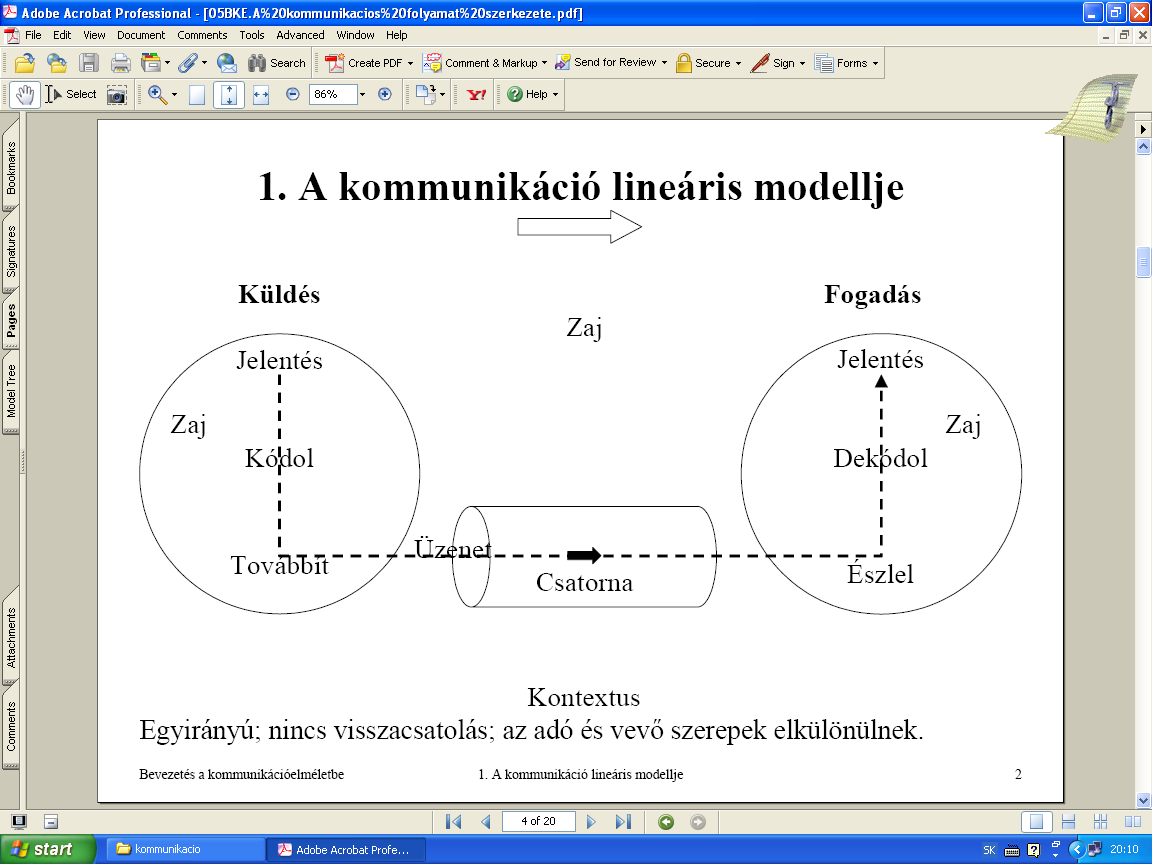 Adobe Acrobat Professional - [05BKE.A%20kommunikacios%20folyamat%20szerkezete.pdf]
File Edit View Document Comments Tools Advanced Window Help
Search Create PDF Comment & Markup Send for Review Secure Sign Forms
Select 86% Y! Help
Bookmarks
Signatures
Pages
Model Tree
Attachments
Comments
1. A kommunikáció lineáris modellje
Küldés Fogadás
Zaj
Jelentés Jelentés
Zaj Zaj
Kódol Dekódol
Üzenet
Továbbít Észlel
Csatorna
Kontextus
Egyirányú; nincs visszacsatolás; az adó és vevő szerepek elkülönülnek.
Bevezetés a kommunikációelméletbe 1. A kommunikáció lineáris modellje 2
4 of 20
start kommunikacio Adobe Acrobat Profe... SK 20:10